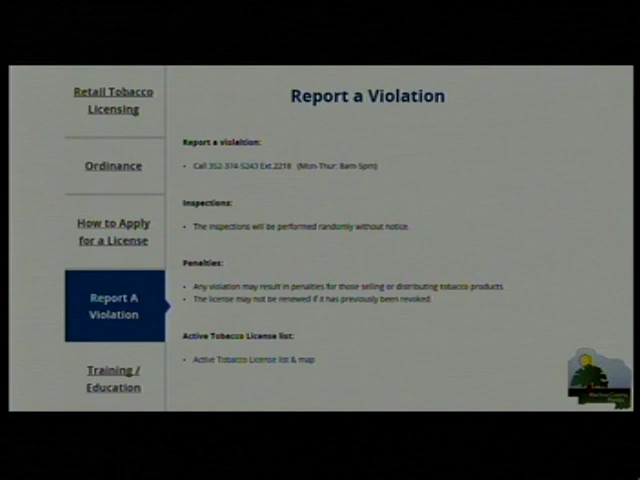 Retail Tobacco
Licensing
Ordinance
How to Apply
for a License
Report A
Violation
Training /
Education
Report a Violation
Report a violaition:
• Call 352-374-5243 Ext.2218 (Mon-Thur: 8am-5pm)
Inspections:
• The inspections will be performed randomly without notice.
Penalties:
• Any violation may result in penalties for those selling or distributing tobacco products.
• The license may not be renewed if it has previously been revoked.
Active Tobacco License list:
• Active Tobacco License list & map